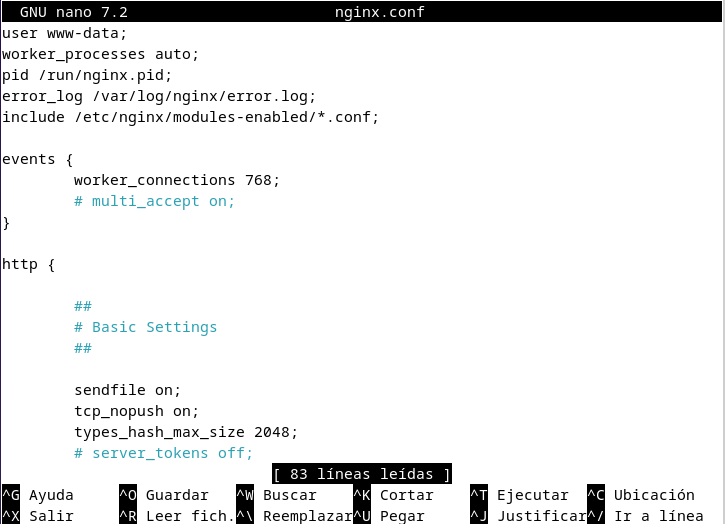 GNU nano 7.2 nginx.conf
user www-data;
worker_processes auto;
pid /run/nginx.pid;
error_log /var/log/nginx/error.log;
include /etc/nginx/modules-enabled/*.conf;
events {
worker_connections 768;
# multi_accept on;
}
http {
##
# Basic Settings
##
sendfile on;
tcp_nopush on;
types_hash_max_size 2048;
# server_tokens off;
[ 83 líneas leídas ]
^G Ayuda ^O Guardar ^W Buscar ^K Cortar ^T Ejecutar ^C Ubicación
^X Salir ^R Leer fich. ^\ Reemplazar ^U Pegar ^J Justificar ^/ Ir a línea